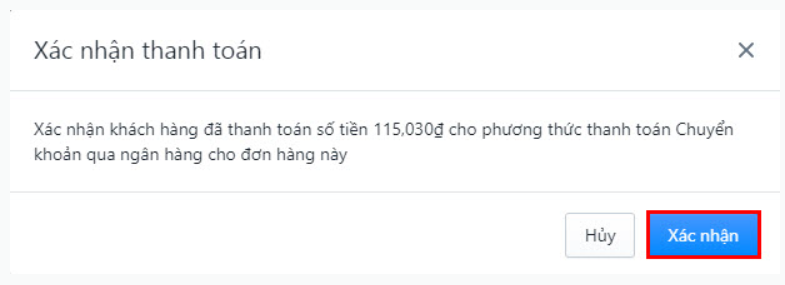 Xác nhận thanh toán
Xác nhận khách hàng đã thanh toán số tiền 115,030₫ cho phương thức thanh toán Chuyển
khoản qua ngân hàng cho đơn hàng này
Hủy
Xác nhận